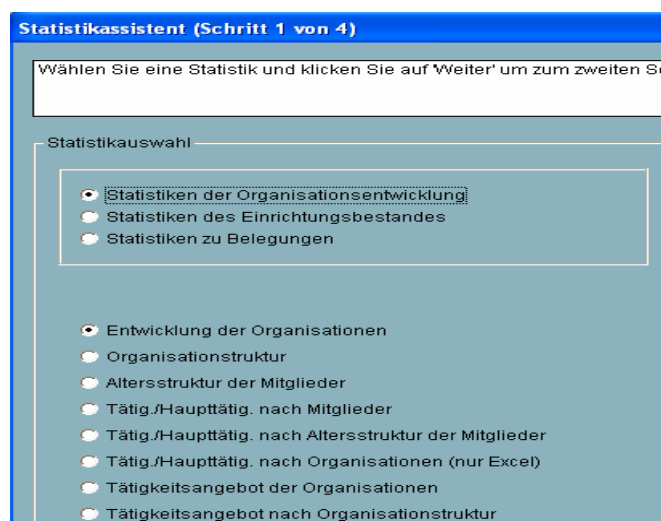 Statistikassistent (Schritt 1 von 4)
Wählen Sie eine Statistik und klicken Sie auf 'Weiter' um zum zweiten
Statistikauswahl
Statistiken der Organisationsentwicklung
Statistiken des Einrichtungsbestandes
Statistiken zu Belegungen
Entwicklung der Organisationen
Organisationstruktur
Altersstruktur der Mitglieder
Tätig./Haupttätig. nach Mitglieder
Tätig./Haupttätig. nach Altersstruktur der Mitglieder
Tätig./Haupttätig. nach Organisationen (nur Excel)
Tätigkeitsangebot der Organisationen
Tätigkeitsangebot nach Organisationstruktur